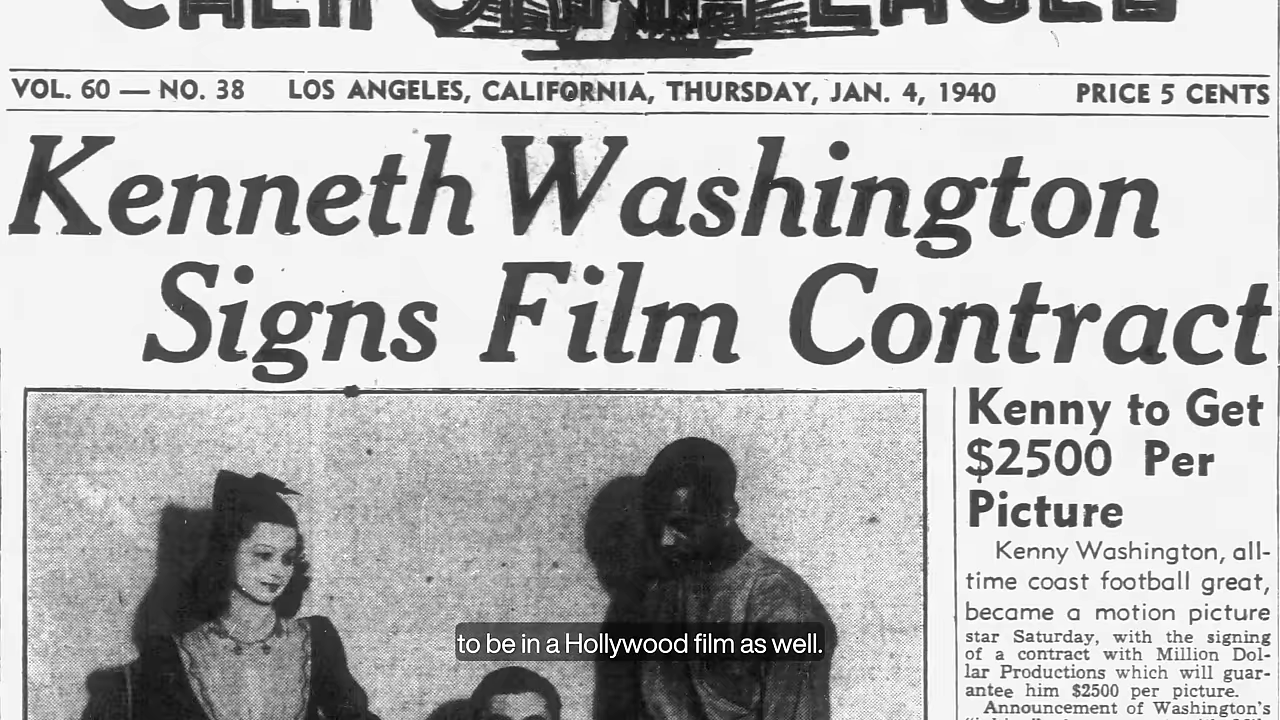 CALIFORNIA EAGLE
VOL. 60 — NO. 38 LOS ANGELES, CALIFORNIA, THURSDAY, JAN. 4, 1940 PRICE 5 CENTS
Kenneth Washington
Signs Film Contract
Kenny to Get
$2500 Per
Picture
Kenny Washington, all-
time coast football great,
became a motion picture
star Saturday, with the signing
of a contract with Million Dol-
lar Productions which will guar-
antee him $2500 per picture.
Announcement of Washington's
to be in a Hollywood film as well.